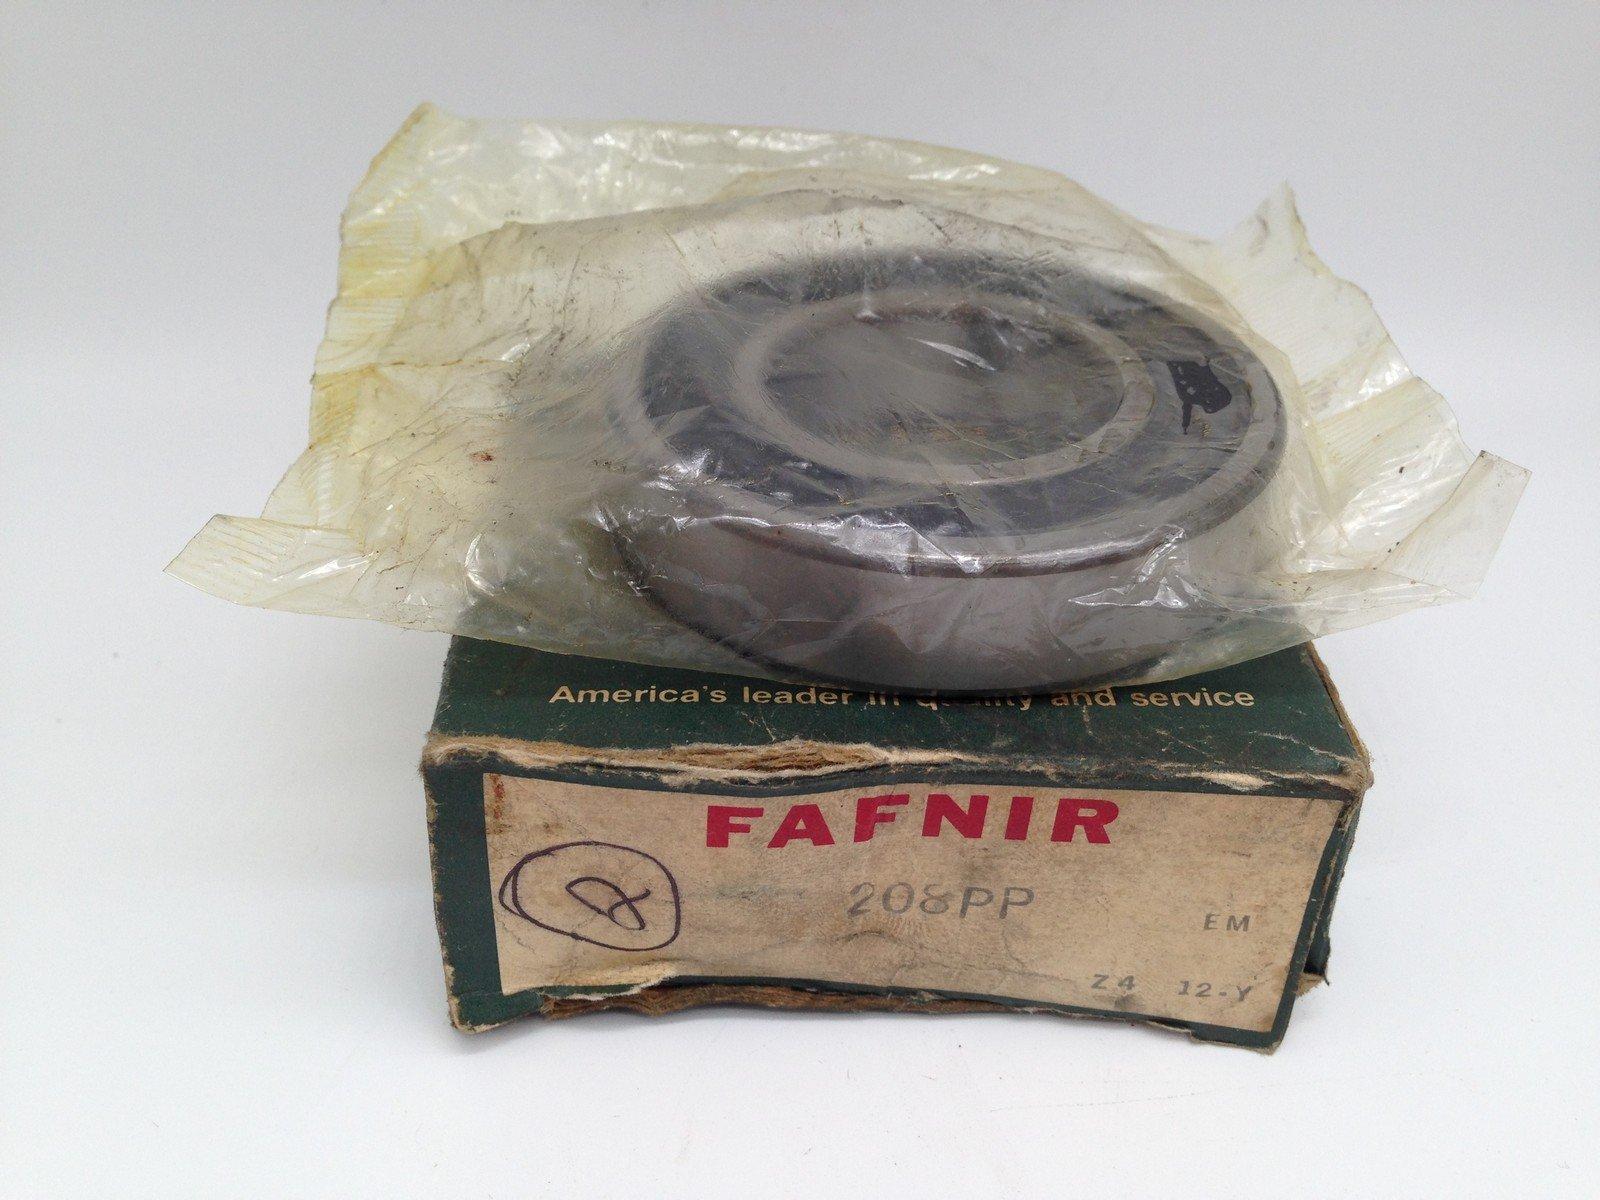 America's leader in quality and service
FAFNIR
208PP
EM
Z4 12-Y